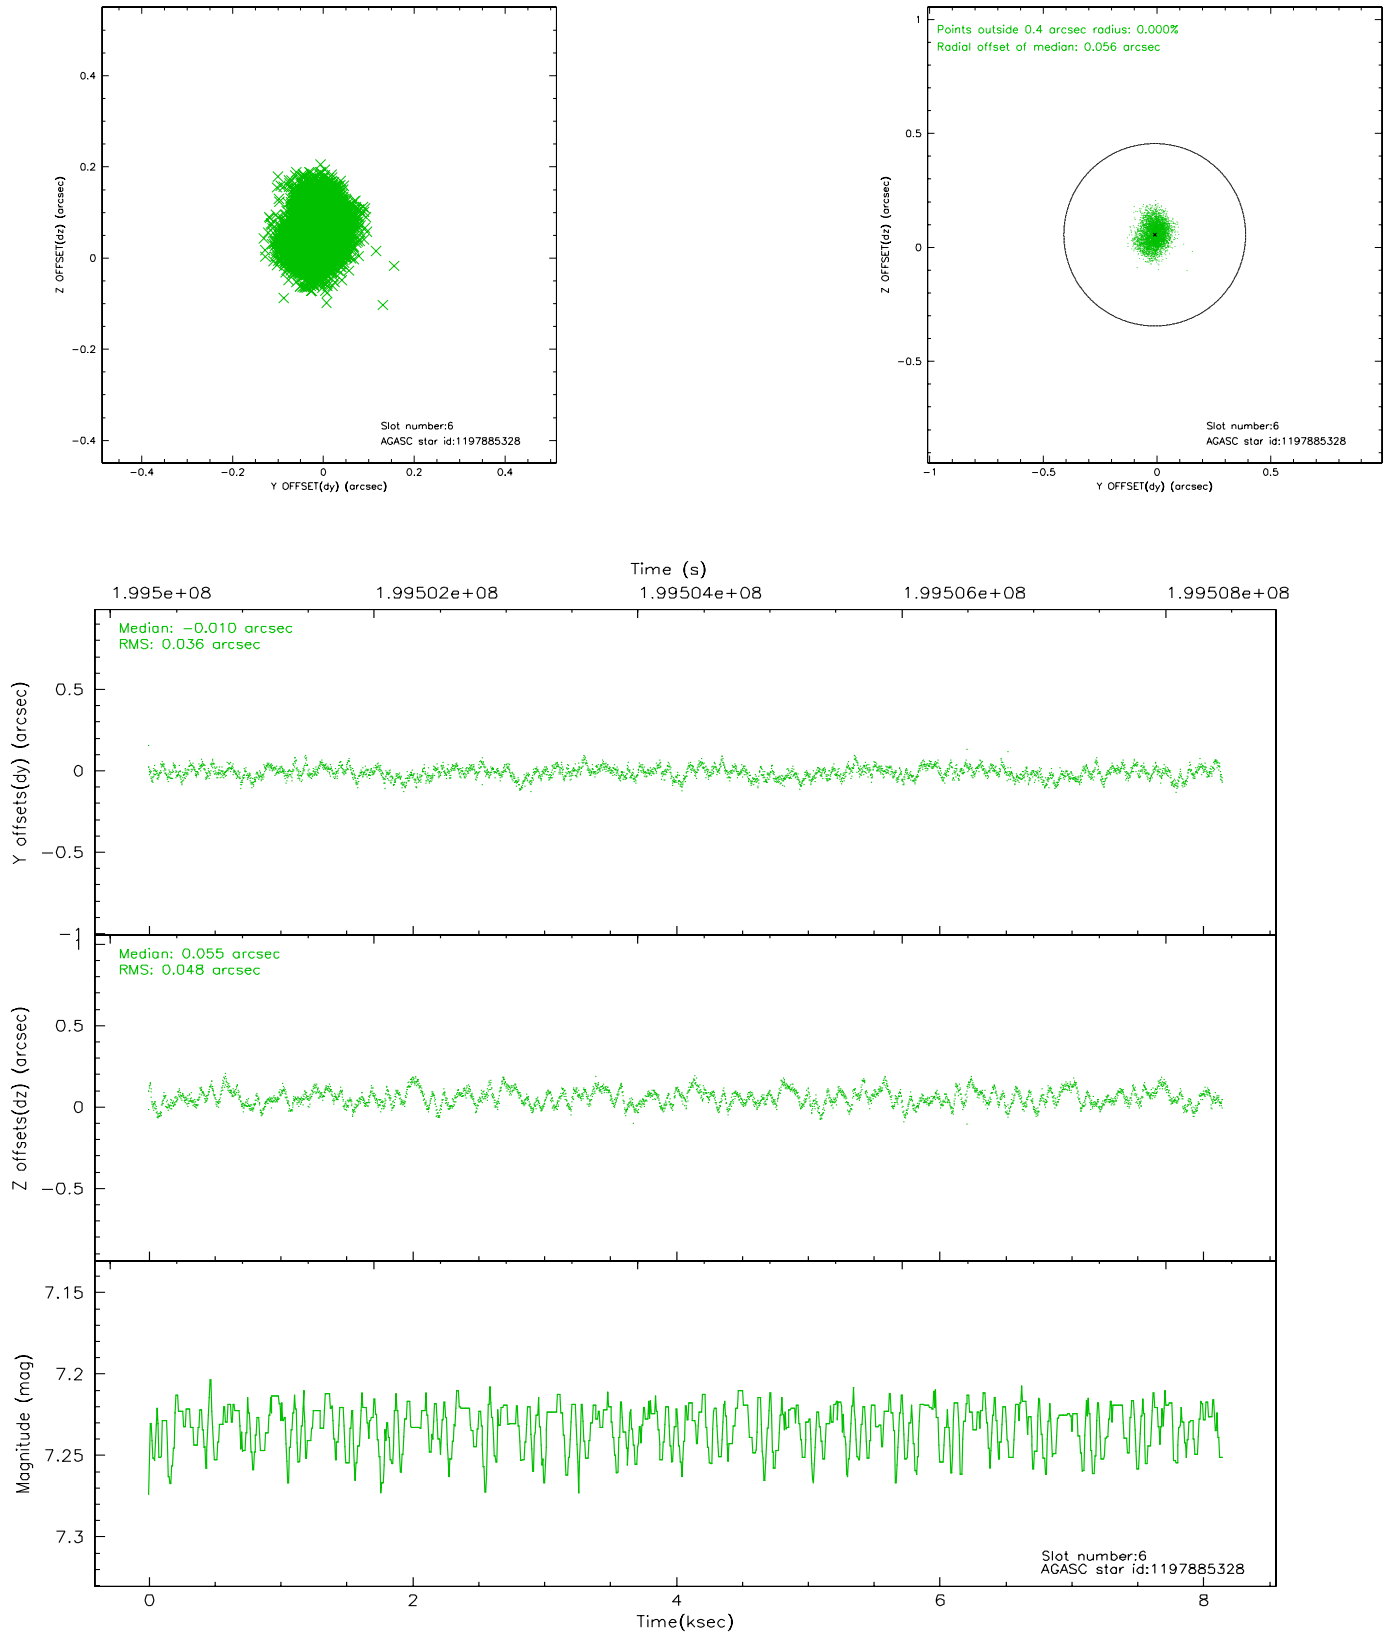 0.4
0.2
0
-0.2
-0.4
Z OFFSET(dz) (arcsec)
Slot number:6
AGASC star id:1197885328
-0.4 -0.2 0 0.2 0.4
Y OFFSET(dy) (arcsec)
Points outside 0.4 arcsec radius: 0.000%
Radial offset of median: 0.056 arcsec
1
0.5
0
-0.5
Z OFFSET(dz) (arcsec)
Slot number:6
AGASC star id:1197885328
-1 -0.5 0 0.5
Y OFFSET(dy) (arcsec)
Time (s)
1.995e+08 1.99502e+08 1.99504e+08 1.99506e+08 1.99508e+08
Median: -0.010 arcsec
RMS: 0.036 arcsec
0.5
0
-0.5
-1
Y offsets(dy) (arcsec)
Median: 0.055 arcsec
RMS: 0.048 arcsec
1
0.5
0
-0.5
Z offsets(dz) (arcsec)
7.15
7.2
7.25
7.3
Magnitude (mag)
Slot number:6
AGASC star id:1197885328
0 2 4 6 8
Time(ksec)